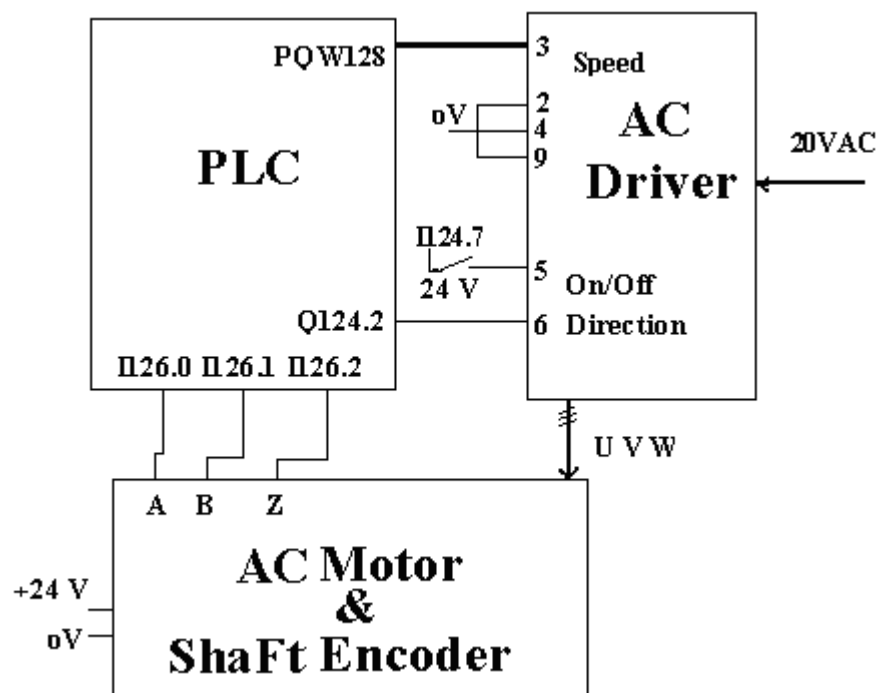 PQW128
3
Speed
2
oV
4
9
AC
Driver
20VAC
PLC
I124.7
24 V
5
On/Off
Q124.2
6
Direction
I126.0 I126.1 I126.2
U V W
A B Z
+24 V
oV
AC Motor
&
ShaFt Encoder